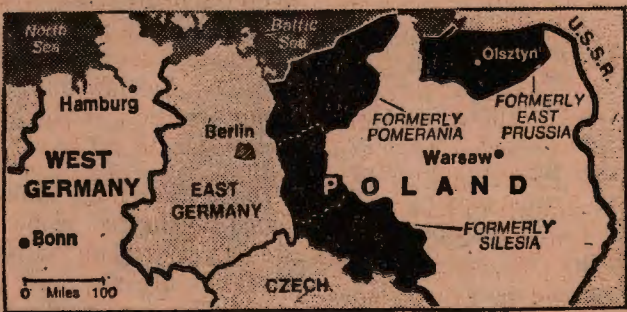 North
Sea
Baltic
Sea
U.S.S.R.
Olsztyn
Hamburg
FORMERLY
POMERANIA
FORMERLY
EAST
PRUSSIA
Berlin
Warsaw
WEST
GERMANY
EAST
GERMANY
POLAND
Bonn
FORMERLY
SILESIA
CZECH.
0 Miles 100